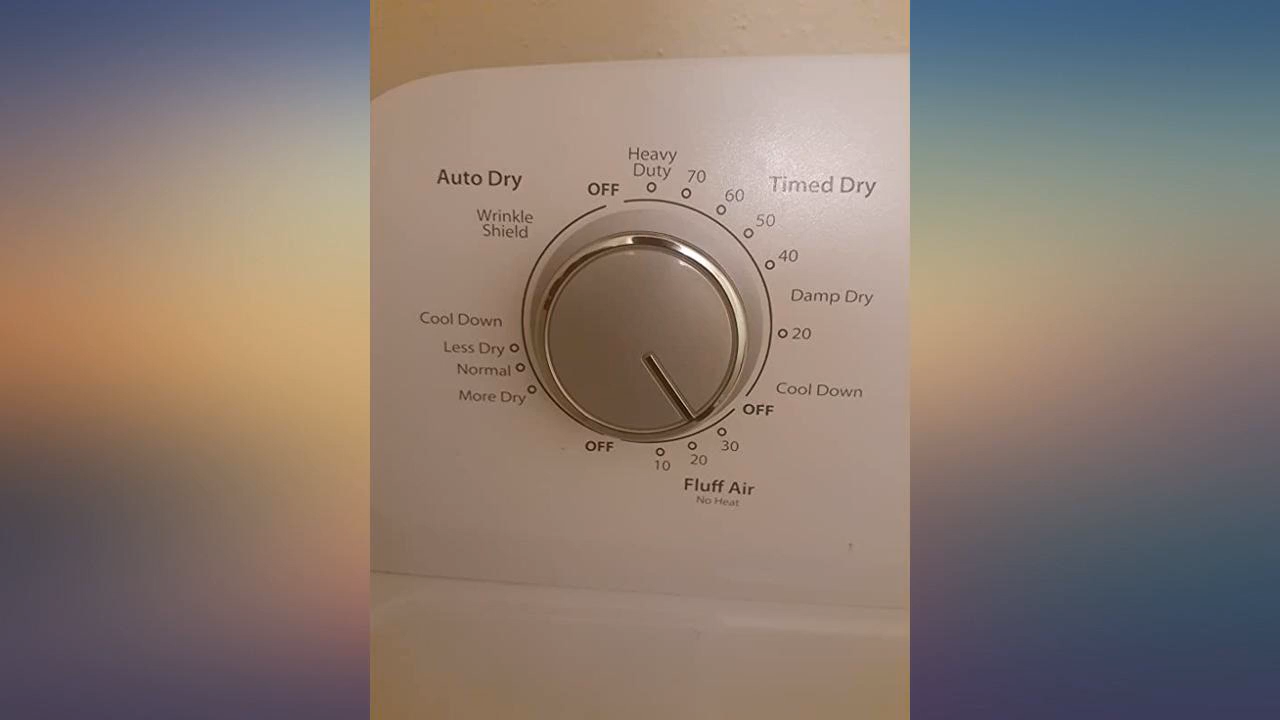 Auto Dry
Wrinkle
Shield
Cool Down
Less Dry
Normal
More Dry
OFF
OFF
Heavy
Duty
70
60
50
40
Timed Dry
Damp Dry
20
Cool Down
OFF
30
20
10
Fluff Air
No Heat